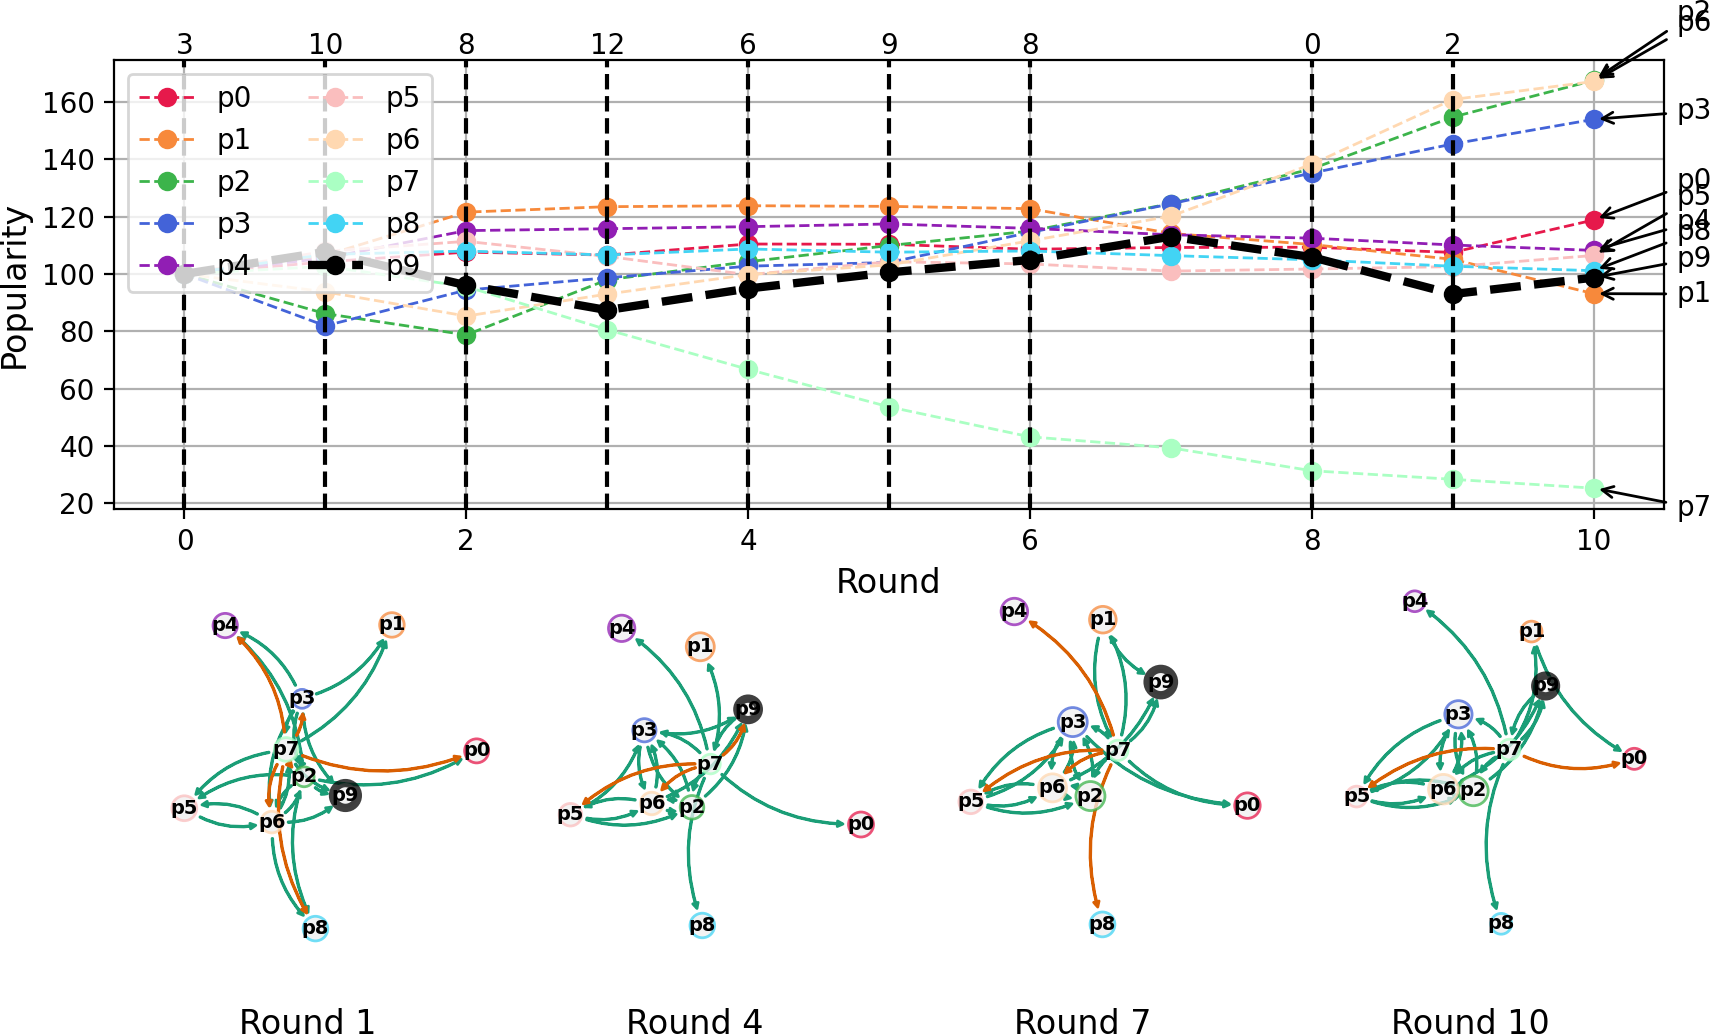 3 10 8 12 6 9 8 0 2
p2
p6
p3
p0
p5
p4
p4
p8
p9
p1
p7
p0 p5
p1 p6
p2 p7
p3 p8
p4 p9
Popularity
160
140
120
100
80
60
40
20
0 2 4 6 8 10
Round
p4 p1 p3 p7 p0 p2 p9 p5 p6 p8
p4 p1 p9 p3 p7 p6 p2 p5 p0 p8
p4 p1 p9 p3 p7 p6 p2 p5 p0 p8
p4 p1 p9 p3 p7 p0 p6 p2 p5 p8
Round 1 Round 4 Round 7 Round 10